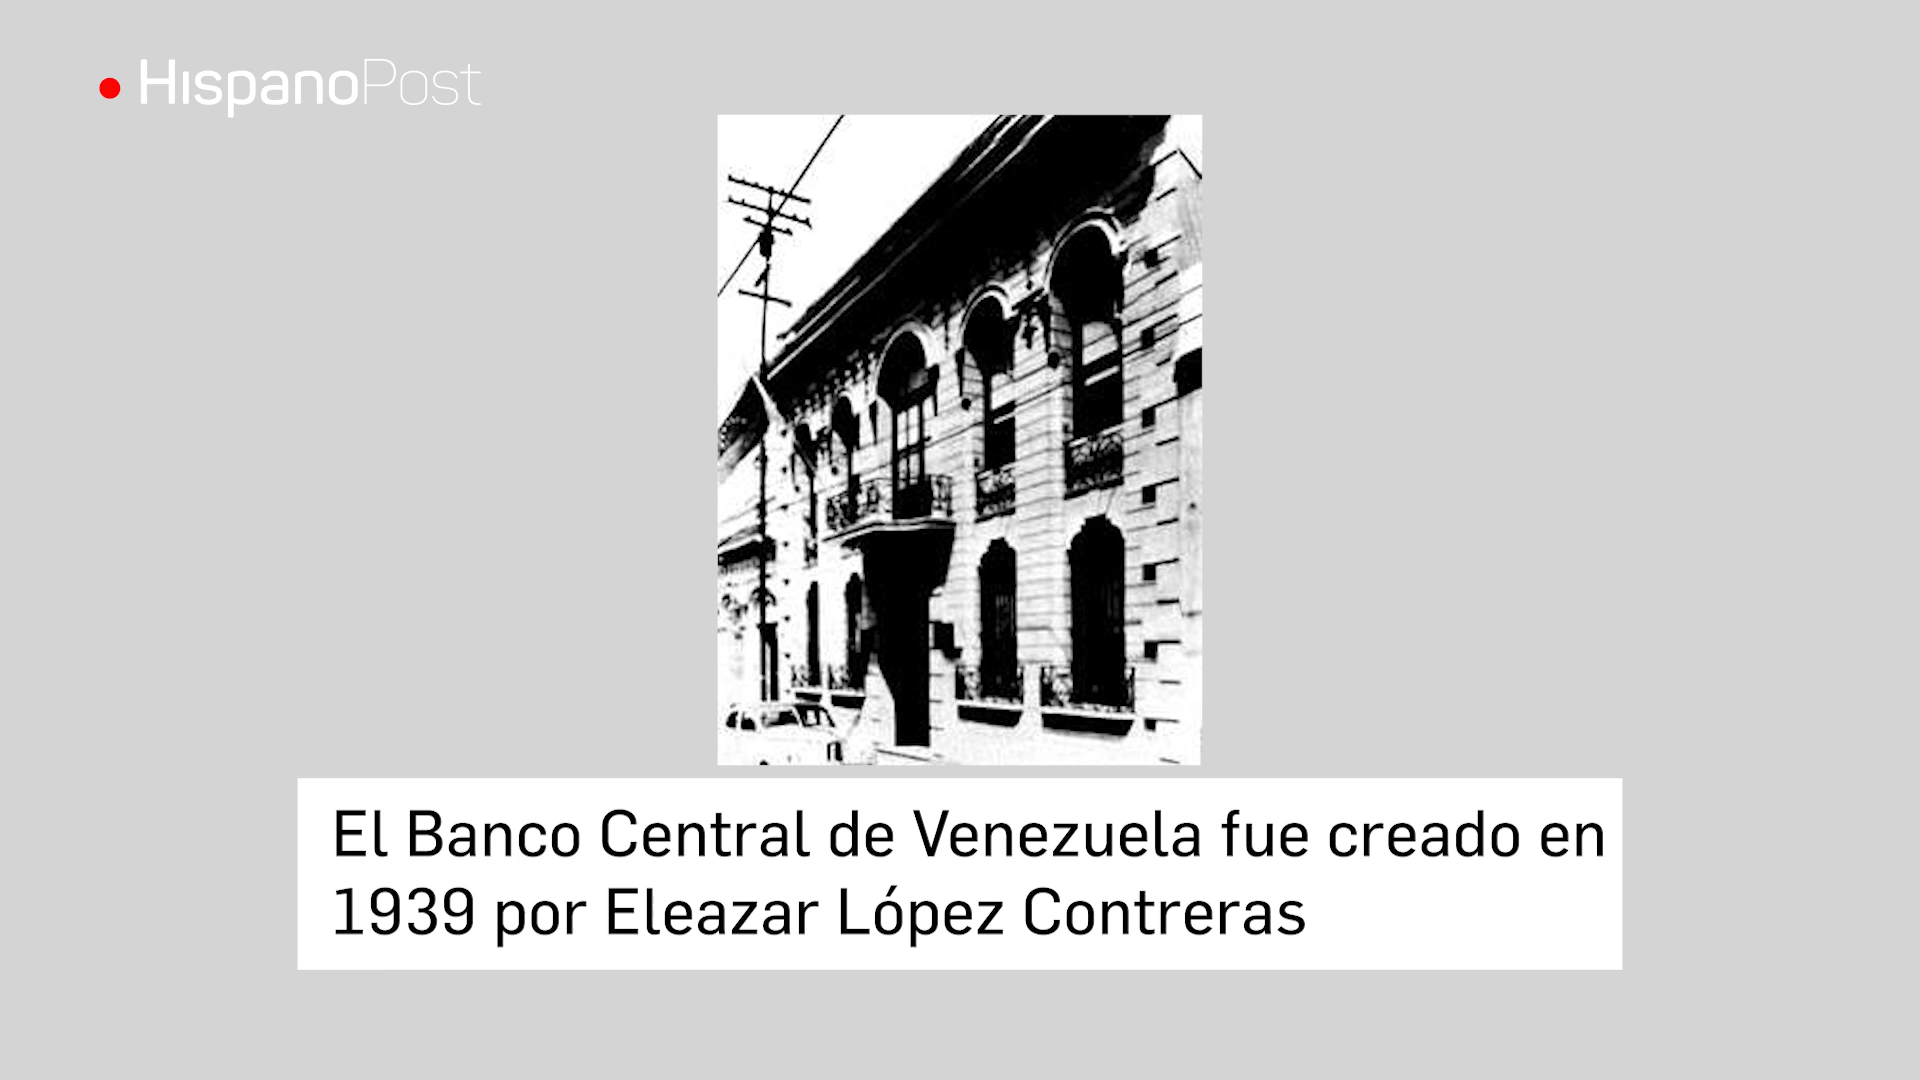 HispanoPost
El Banco Central de Venezuela fue creado en
1939 por Eleazar López Contreras